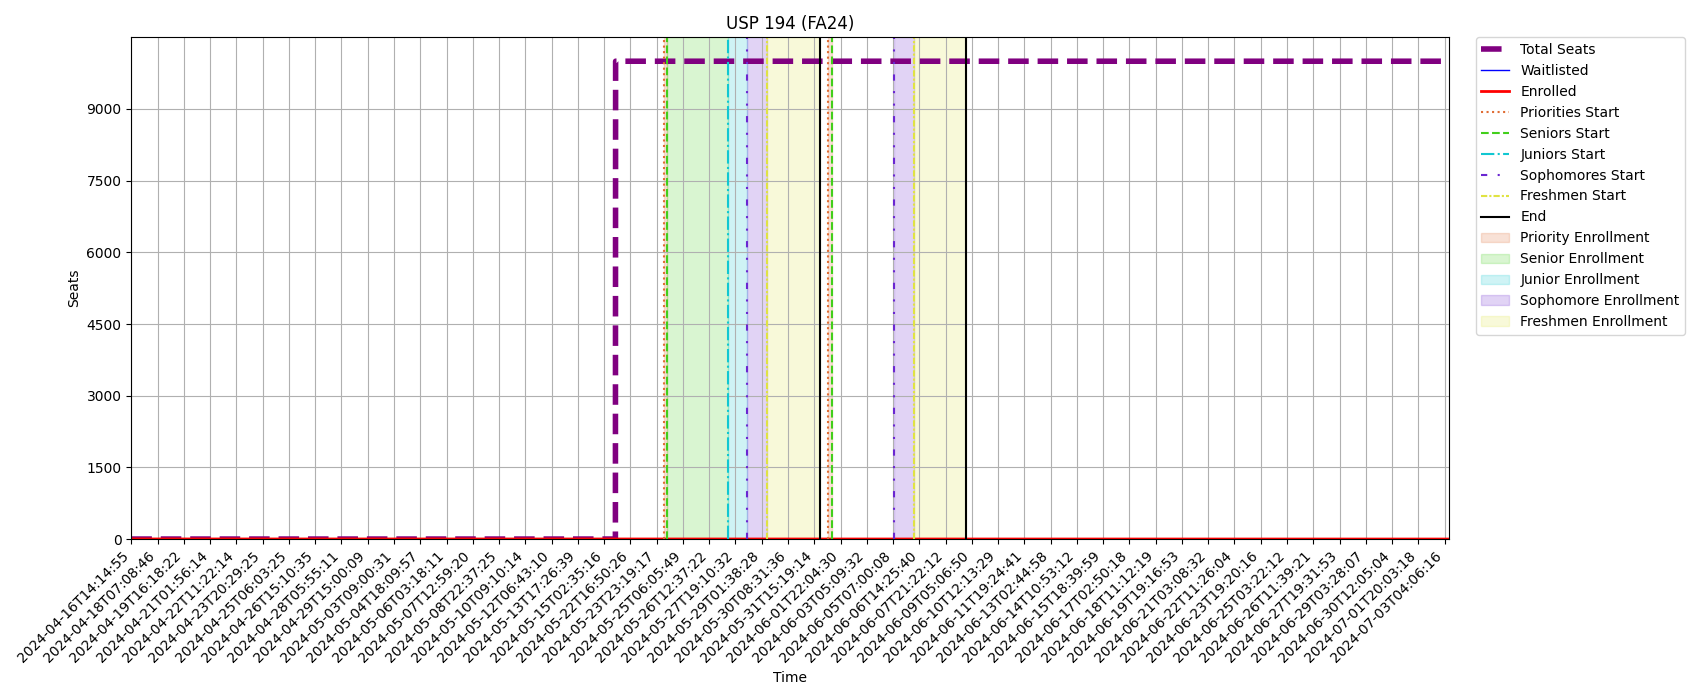 USP 194 (FA24)
Total Seats
Waitlisted
Enrolled
Priorities Start
Seniors Start
Juniors Start
Sophomores Start
Freshmen Start
End
Priority Enrollment
Senior Enrollment
Junior Enrollment
Sophomore Enrollment
Freshmen Enrollment
Seats
9000
7500
6000
4500
3000
1500
0
2024-04-16T14:14:55
2024-04-18T07:08:46
2024-04-19T16:18:22
2024-04-21T01:56:14
2024-04-22T11:22:14
2024-04-23T20:29:25
2024-04-25T06:03:25
2024-04-26T15:10:35
2024-04-28T05:55:11
2024-04-29T15:00:09
2024-05-03T09:00:31
2024-05-04T18:09:57
2024-05-06T03:18:11
2024-05-07T12:59:20
2024-05-08T22:37:25
2024-05-10T09:10:14
2024-05-12T06:43:10
2024-05-13T17:26:39
2024-05-15T02:35:16
2024-05-22T16:50:26
2024-05-23T23:19:17
2024-05-25T06:05:49
2024-05-26T12:37:22
2024-05-27T19:10:32
2024-05-29T01:38:28
2024-05-30T08:31:36
2024-05-31T15:19:14
2024-06-01T22:04:30
2024-06-03T05:09:32
2024-06-05T07:00:08
2024-06-06T14:25:40
2024-06-07T21:22:12
2024-06-09T05:06:50
2024-06-10T12:13:29
2024-06-11T19:24:41
2024-06-13T02:44:58
2024-06-14T10:53:12
2024-06-15T18:39:59
2024-06-17T02:50:18
2024-06-18T11:12:19
2024-06-19T19:16:53
2024-06-21T03:08:32
2024-06-22T11:26:04
2024-06-23T19:20:16
2024-06-25T03:22:12
2024-06-26T11:39:21
2024-06-27T19:31:53
2024-06-29T03:28:07
2024-06-30T12:05:04
2024-07-01T20:03:18
2024-07-03T04:06:16
Time